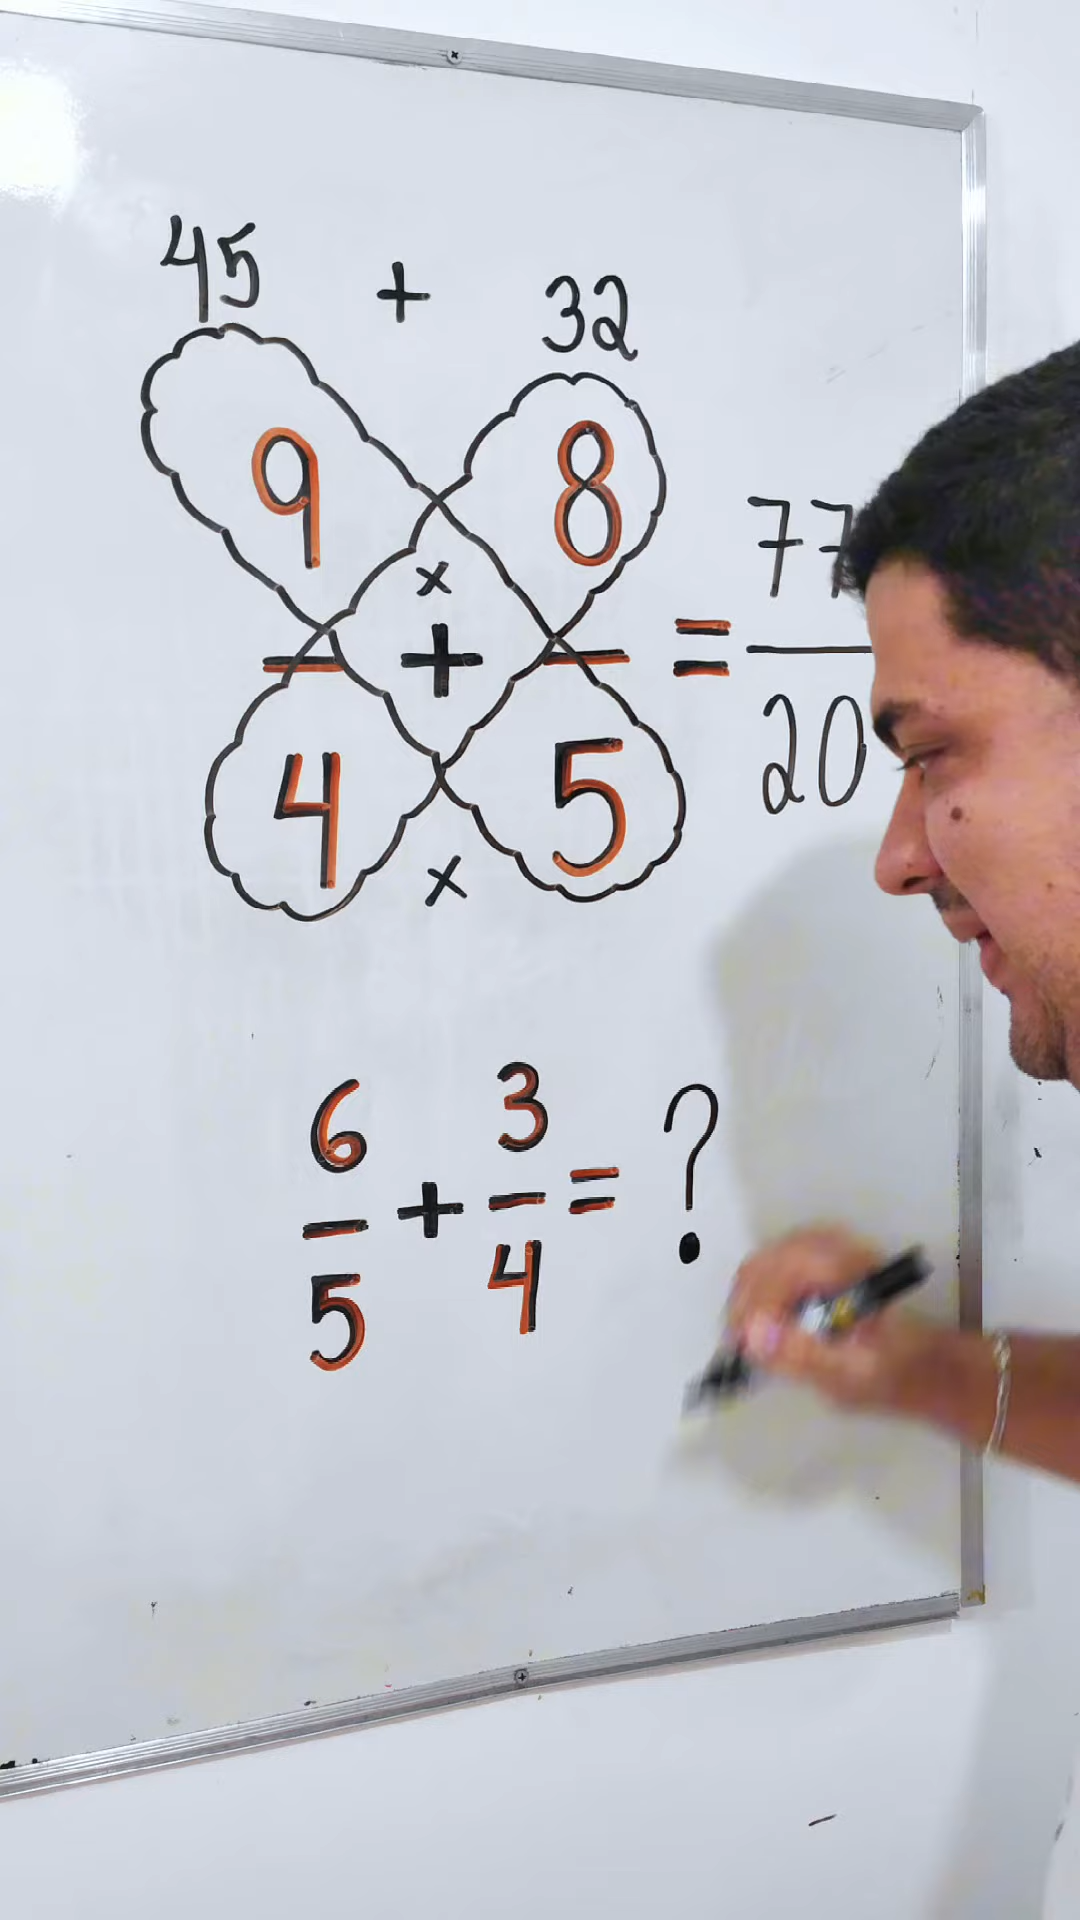 45 + 32
9 8
×
— + — = 77
4 5 20
×
6 3
— + — = ?
5 4